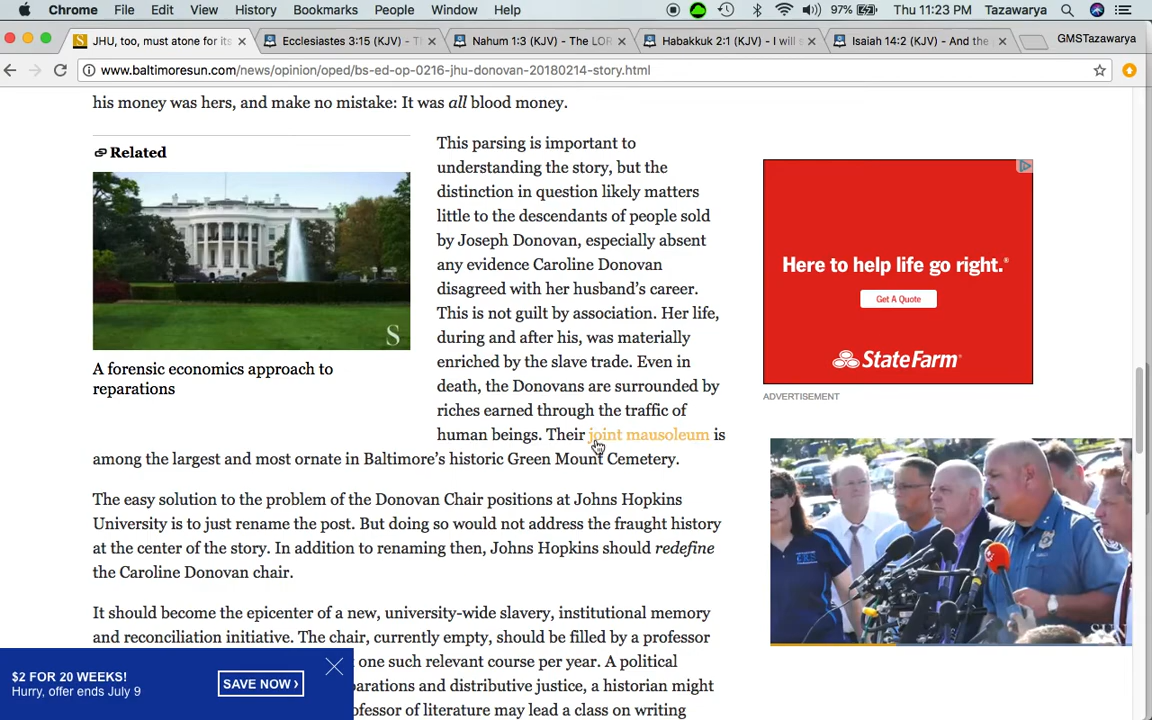 Chrome File Edit View History Bookmarks People Window Help 97% Thu 11:23 PM Tazawarya
JHU, too, must atone for its
Ecclesiastes 3:15 (KJV) - T
Nahum 1:3 (KJV) - The LOR
Habakkuk 2:1 (KJV) - I will s
Isaiah 14:2 (KJV) - And the
GMSTazawarya
www.baltimoresun.com/news/opinion/oped/bs-ed-op-0216-jhu-donovan-20180214-story.html
his money was hers, and make no mistake: It was all blood money.
Related
S
A forensic economics approach to
reparations
This parsing is important to
understanding the story, but the
distinction in question likely matters
little to the descendants of people sold
by Joseph Donovan, especially absent
any evidence Caroline Donovan
disagreed with her husband's career.
This is not guilt by association. Her life,
during and after his, was materially
enriched by the slave trade. Even in
death, the Donovans are surrounded by
riches earned through the traffic of
human beings. Their joint mausoleum is
among the largest and most ornate in Baltimore's historic Green Mount Cemetery.
The easy solution to the problem of the Donovan Chair positions at Johns Hopkins
University is to just rename the post. But doing so would not address the fraught history
at the center of the story. In addition to renaming then, Johns Hopkins should redefine
the Caroline Donovan chair.
It should become the epicenter of a new, university-wide slavery, institutional memory
and reconciliation initiative. The chair, currently empty, should be filled by a professor
one such relevant course per year. A political
parations and distributive justice, a historian might
ofessor of literature may lead a class on writing
Here to help life go right.®
Get A Quote
StateFarm
ADVERTISEMENT
$2 FOR 20 WEEKS!
Hurry, offer ends July 9
SAVE NOW ›